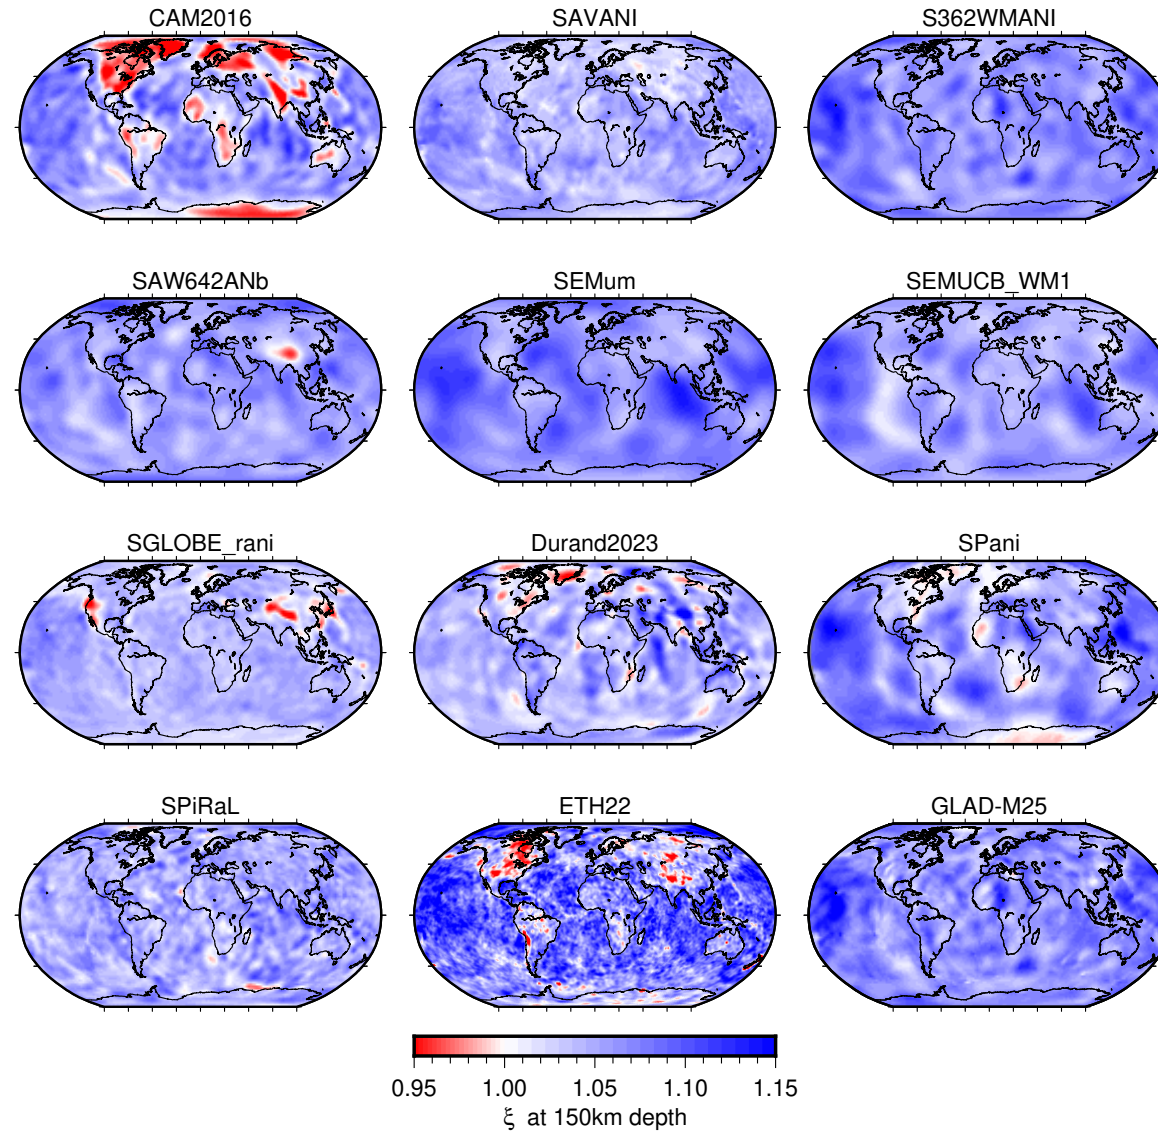 CAM2016 SAVANI S362WMANI
SAW642ANb SEMum SEMUCB_WM1
SGLOBE_rani Durand2023 SPani
SPiRaL ETH22 GLAD-M25
0.95 1.00 1.05 1.10 1.15
ξ at 150km depth